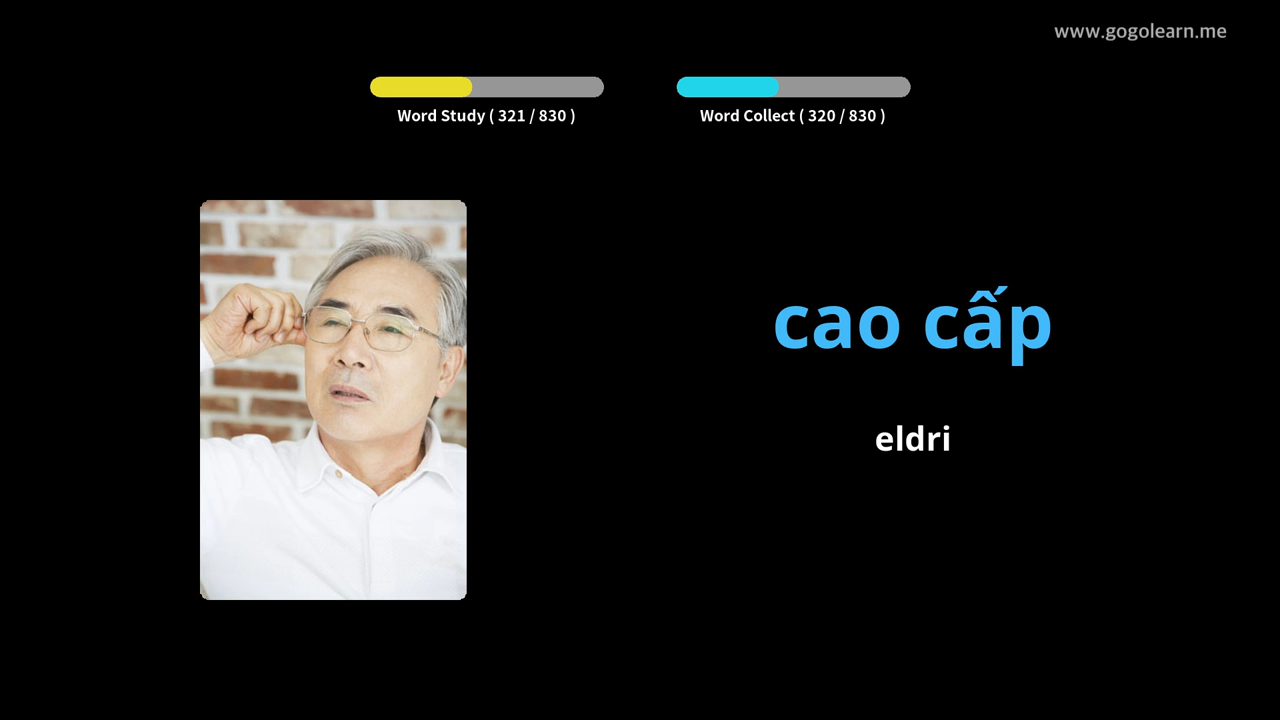 www.gogolearn.me
Word Study ( 321 / 830 )
Word Collect ( 320 / 830 )
cao cấp
eldri